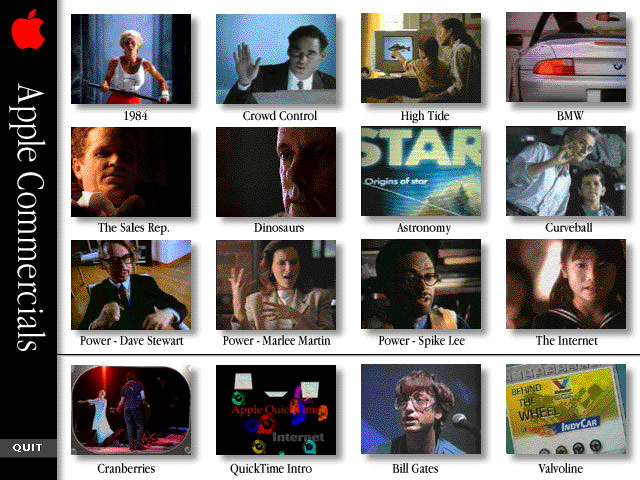 Apple Commercials
1984
Crowd Control
High Tide
BMW
STAR
Origins of star
The Sales Rep.
Dinosaurs
Astronomy
Curveball
Power - Dave Stewart
Power - Marlee Martin
Power - Spike Lee
The Internet
Apple QuickTime
Internet
BEHIND
THE
WHEEL
Valvoline
INDYCAR
QUIT
Cranberries
QuickTime Intro
Bill Gates
Valvoline